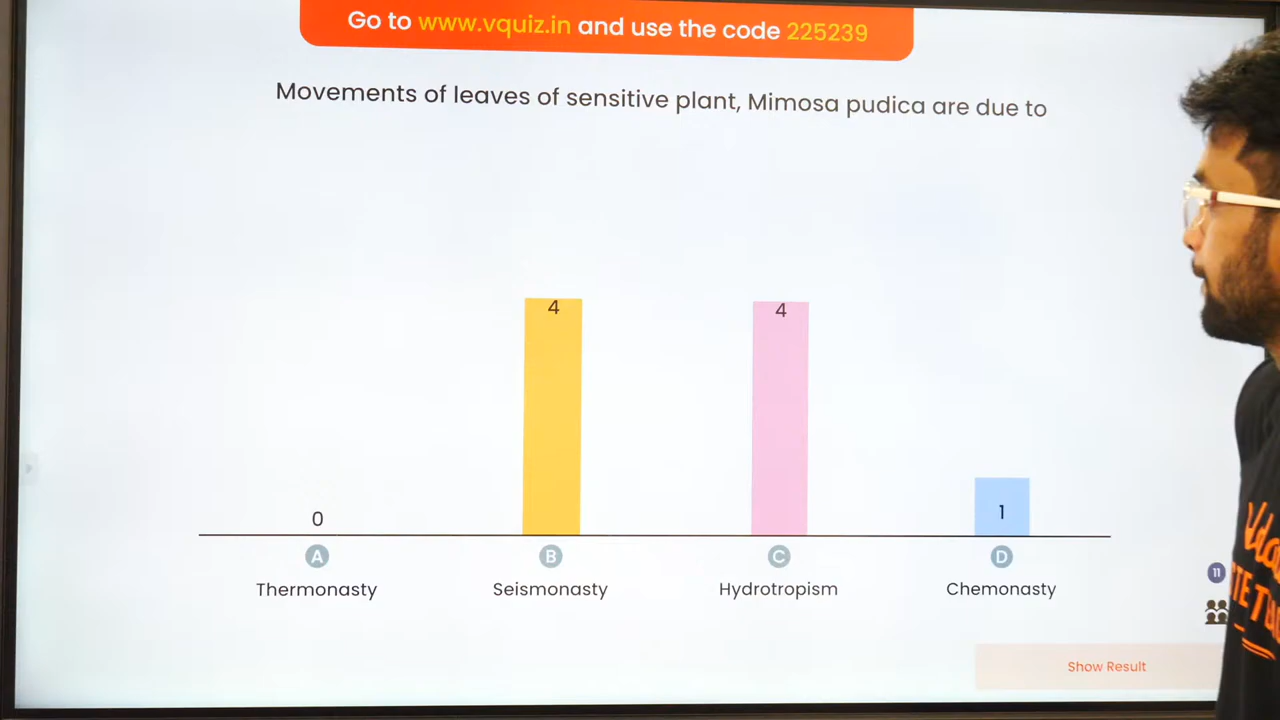 Go to www.vquiz.in and use the code 225239
Movements of leaves of sensitive plant, Mimosa pudica are due to
0
4
4
1
A
B
C
D
Thermonasty
Seismonasty
Hydrotropism
Chemonasty
11
Show Result